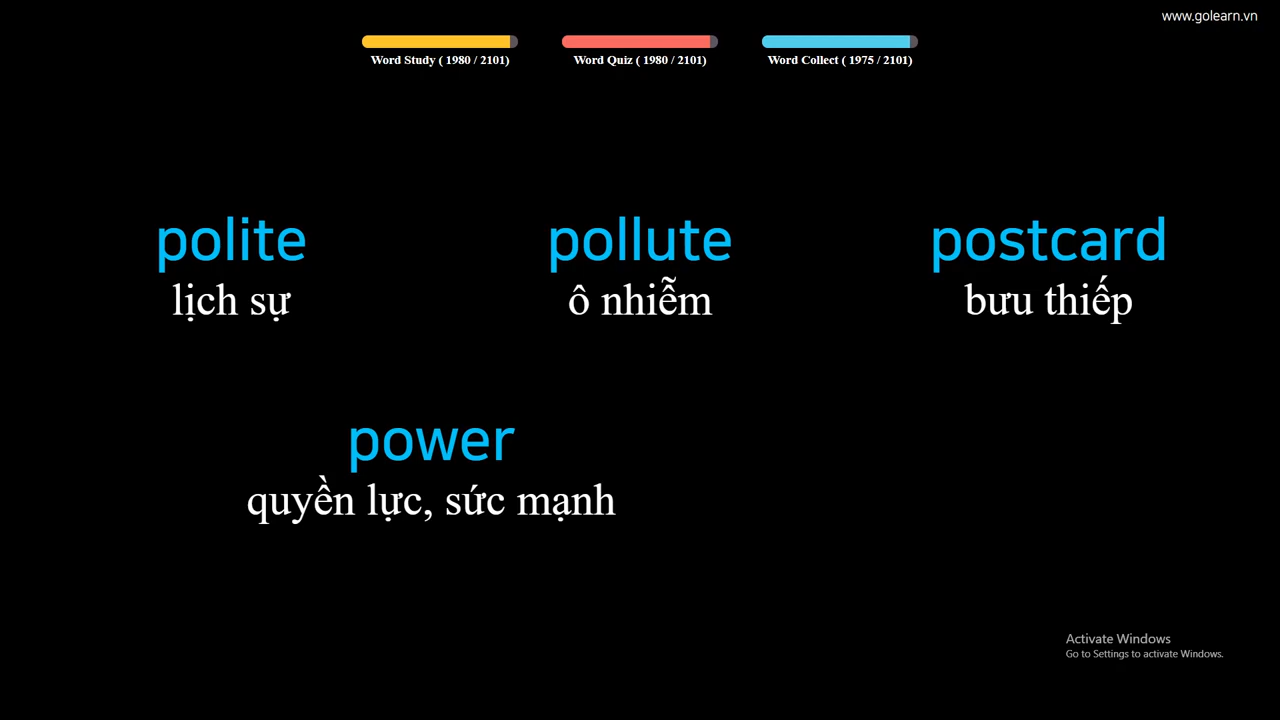 www.golearn.vn
Word Study ( 1980 / 2101)
Word Quiz ( 1980 / 2101)
Word Collect ( 1975 / 2101)
polite
lịch sự
pollute
ô nhiễm
postcard
bưu thiếp
power
quyền lực, sức mạnh
Activate Windows
Go to Settings to activate Windows.